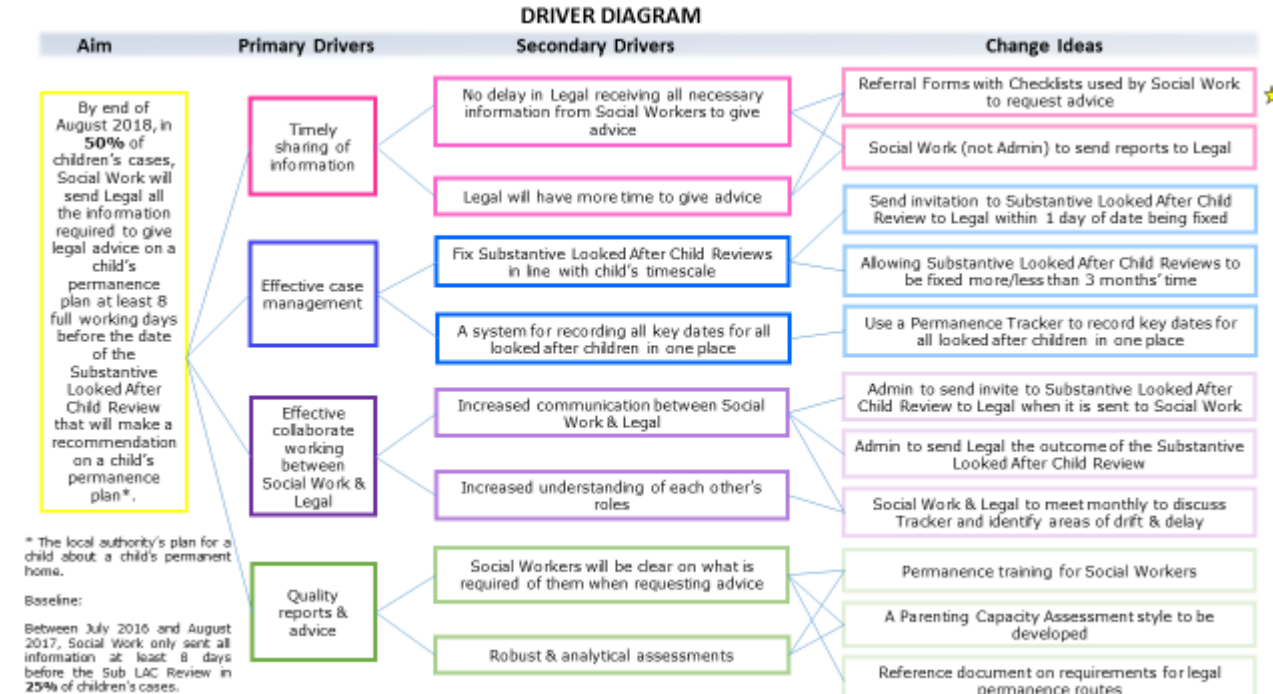 DRIVER DIAGRAM
Aim
Primary Drivers
Secondary Drivers
Change Ideas
By end of
August 2018, in
50% of
children's cases,
Social Work will
send Legal all
the information
required to give
legal advice on a
child's
permanence
plan at least 8
full working days
before the date
of the
Substantive
Looked After
Child Review
that will make a
recommendation
on a child's
permanence
plan*.
* The local authority's plan for a
child about a child's permanent
home.
Baseline:
Between July 2016 and August
2017, Social Work only sent all
information at least 8 days
before the Sub LAC Review in
25% of children's cases.
Timely
sharing of
information
Effective case
management
Effective
collaborate
working
between
Social Work &
Legal
Quality
reports &
advice
No delay in Legal receiving all necessary
information from Social Workers to give
advice
Legal will have more time to give advice
Fix Substantive Looked After Child Reviews
in line with child's timescale
A system for recording all key dates for all
looked after children in one place
Increased communication between Social
Work & Legal
Increased understanding of each other's
roles
Social Workers will be clear on what is
required of them when requesting advice
Robust & analytical assessments
Referral Forms with Checklists used by Social Work
to request advice
Social Work (not Admin) to send reports to Legal
Send invitation to Substantive Looked After Child
Review to Legal within 1 day of date being fixed
Allowing Substantive Looked After Child Reviews to
be fixed more/less than 3 months' time
Use a Permanence Tracker to record key dates for
all looked after children in one place
Admin to send invite to Substantive Looked After
Child Review to Legal when it is sent to Social Work
Admin to send Legal the outcome of the Substantive
Looked After Child Review
Social Work & Legal to meet monthly to discuss
Tracker and identify areas of drift & delay
Permanence training for Social Workers
A Parenting Capacity Assessment style to be
developed
Reference document on requirements for legal
permanence routes